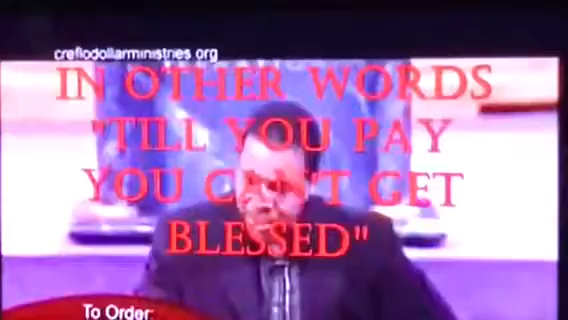 creflodollarministries.org
IN OTHER WORDS
"TILL YOU PAY
YOU CAN'T GET
BLESSED"
To Order: